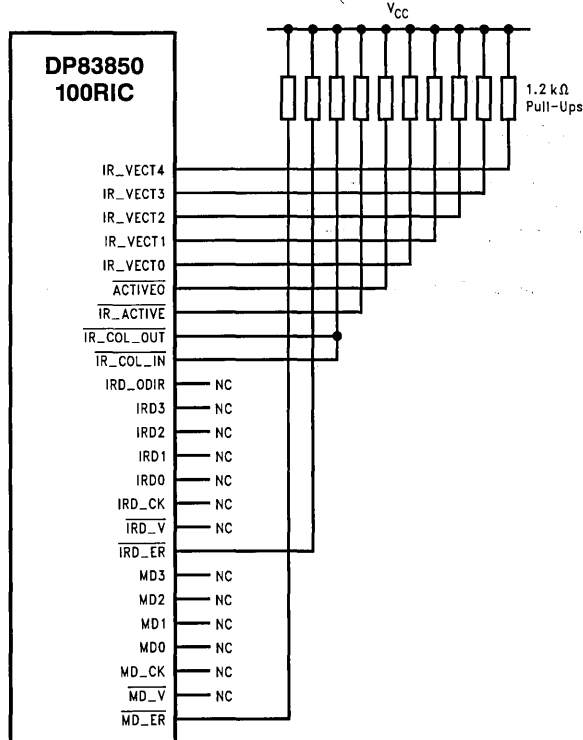 V_CC
DP83850
100RIC
1.2 kΩ
Pull-Ups
IR_VECT4
IR_VECT3
IR_VECT2
IR_VECT1
IR_VECT0
ACTIVEO
IR_ACTIVE
IR_COL_OUT
IR_COL_IN
IRD_ODIR NC
IRD3 NC
IRD2 NC
IRD1 NC
IRD0 NC
IRD_CK NC
IRD_V NC
IRD_ER
MD3 NC
MD2 NC
MD1 NC
MD0 NC
MD_CK NC
MD_V NC
MD_ER